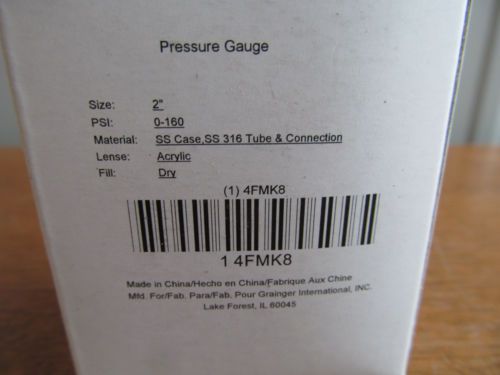 Pressure Gauge
Size: 2"
PSI: 0-160
Material: SS Case,SS 316 Tube & Connection
Lense: Acrylic
Fill: Dry
(1) 4FMK8
1 4FMK8
Made in China/Hecho en China/Fabrique Aux Chine
Mfd. For/Fab. Para/Fab. Pour Grainger International, INC.
Lake Forest, IL 60045